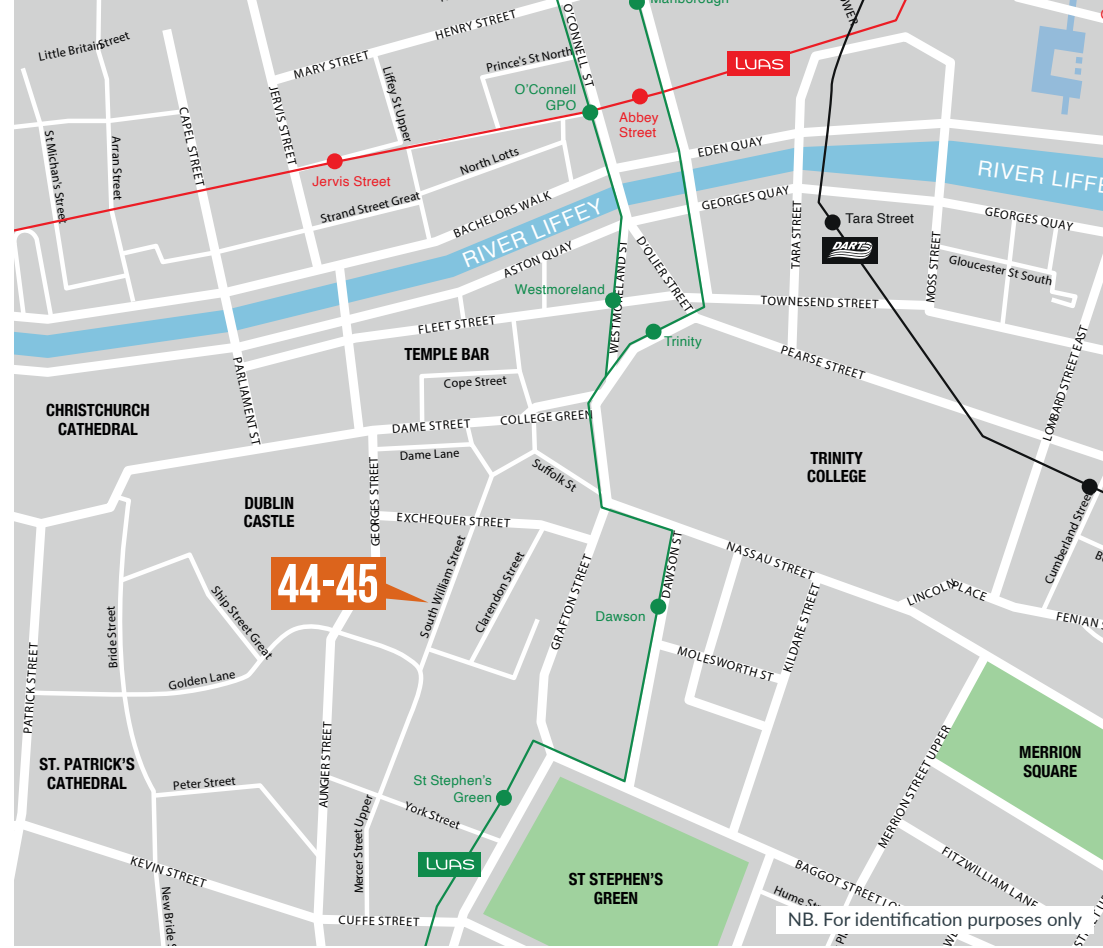 Marlborough
HENRY STREET
O'CONNELL ST
Little Britain Street
MARY STREET
Prince's St North
LUAS
Liffey St Upper
JERVIS STREET
O'Connell
GPO
Abbey
Street
CAPEL STREET
St Michan's Street
Arran Street
North Lotts
EDEN QUAY
Jervis Street
RIVER LIFFEY
Strand Street Great
BACHELORS WALK
GEORGES QUAY
GEORGES QUAY
RIVER LIFFEY
TARA STREET
Tara Street
DART
MOSS STREET
Gloucester St South
ASTON QUAY
D'OLIER STREET
WESTMORELAND ST
Westmoreland
TOWNESEND STREET
FLEET STREET
Trinity
TEMPLE BAR
PEARSE STREET
LOMBARD STREET EAST
PARLIAMENT ST
Cope Street
CHRISTCHURCH
CATHEDRAL
DAME STREET
COLLEGE GREEN
Dame Lane
Suffolk St
TRINITY
COLLEGE
DUBLIN
CASTLE
GEORGES STREET
EXCHEQUER STREET
Cumberland Street
NASSAU STREET
DAWSON ST
44-45
South William Street
Clarendon Street
GRAFTON STREET
LINCOLN PLACE
FENIAN S
Dawson
KILDARE STREET
Bride Street
Ship Street Great
MOLESWORTH ST
PATRICK STREET
Golden Lane
ST. PATRICK'S
CATHEDRAL
AUNGIER STREET
MERRION STREET UPPER
MERRION
SQUARE
Peter Street
St Stephen's
Green
York Street
Mercer Street Upper
LUAS
KEVIN STREET
New Bride S
CUFFE STREET
ST STEPHEN'S
GREEN
BAGGOT STREET LO
FITZWILLIAM LANE
Hume St
NB. For identification purposes only